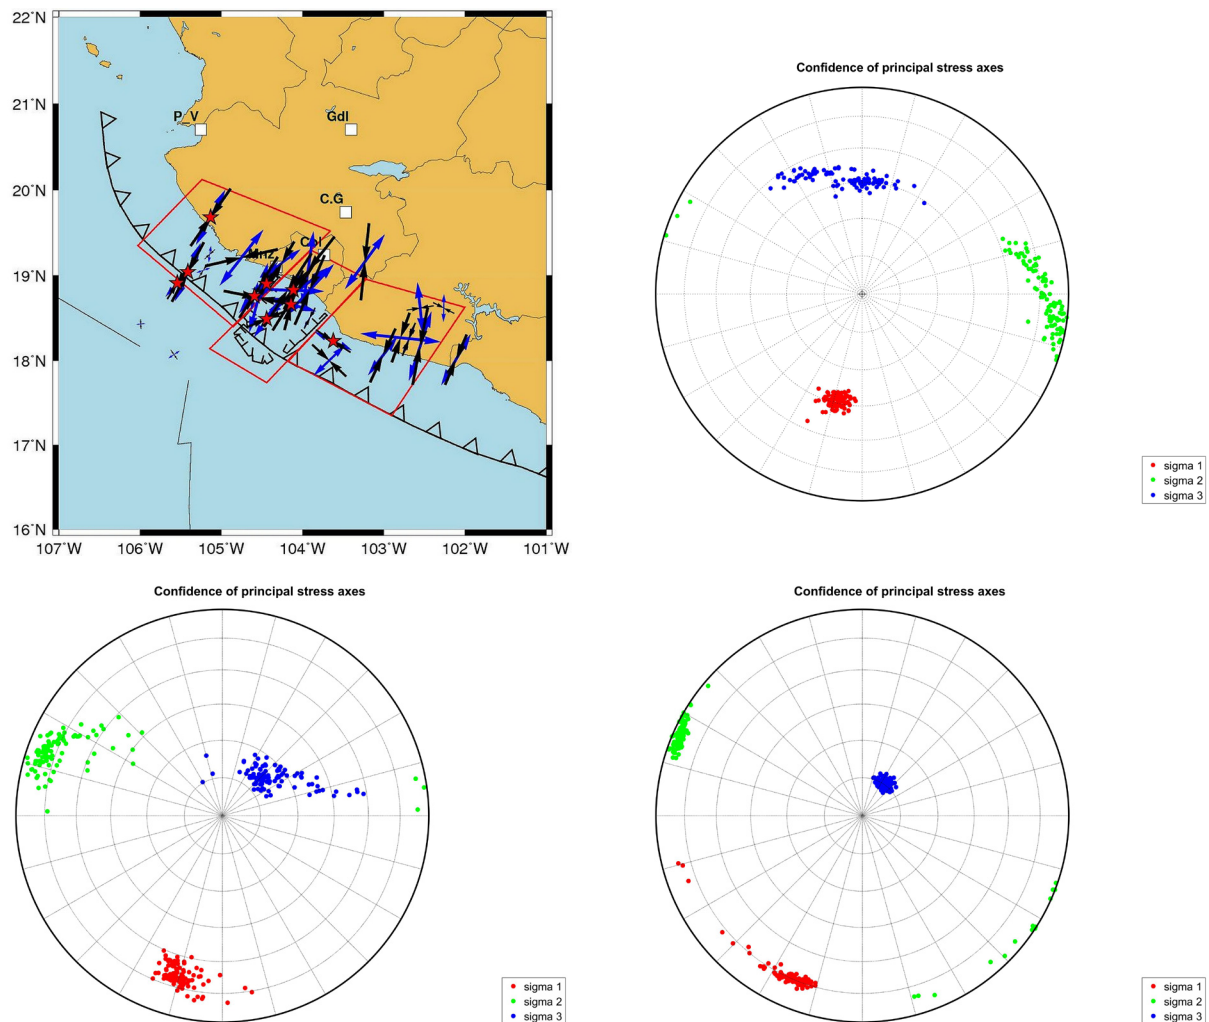 22˚N
21˚N
20˚N
19˚N
18˚N
17˚N
16˚N
107˚W
106˚W
105˚W
104˚W
103˚W
102˚W
101˚W
P_V
Gdl
C.G
Confidence of principal stress axes
sigma 1
sigma 2
sigma 3
Confidence of principal stress axes
sigma 1
sigma 2
sigma 3
Confidence of principal stress axes
sigma 1
sigma 2
sigma 3